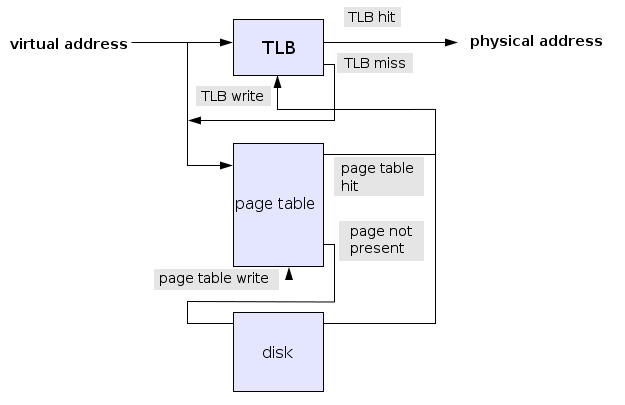 TLB hit
virtual address
TLB
physical address
TLB miss
TLB write
page table
hit
page table
page not
present
page table write
disk